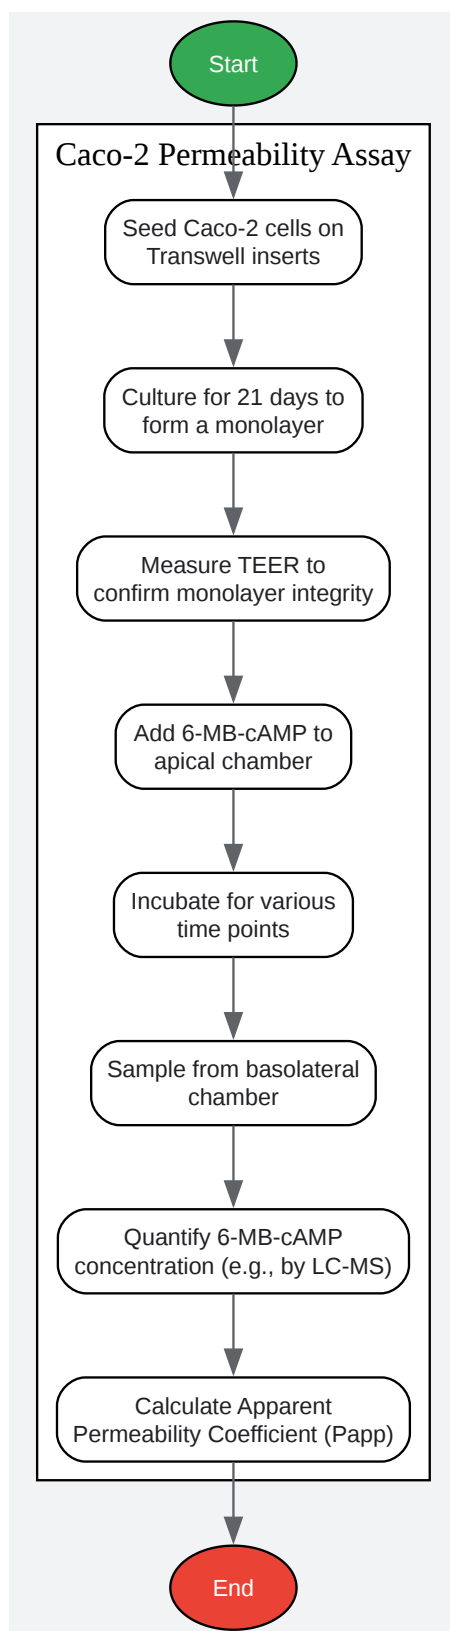 Start
Caco-2 Permeability Assay
Seed Caco-2 cells on
Transwell inserts
Culture for 21 days to
form a monolayer
Measure TEER to
confirm monolayer integrity
Add 6-MB-cAMP to
apical chamber
Incubate for various
time points
Sample from basolateral
chamber
Quantify 6-MB-cAMP
concentration (e.g., by LC-MS)
Calculate Apparent
Permeability Coefficient (Papp)
End